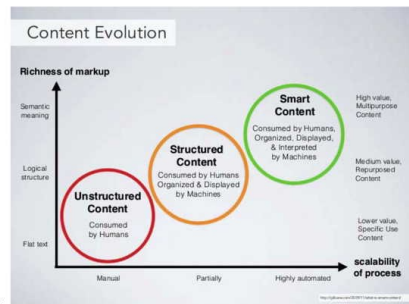 Content Evolution
Richness of markup
Semantic
meaning
Logical
structure
Flat text
Unstructured
Content
Consumed
by Humans
Structured
Content
Consumed by Humans
Organized & Displayed
by Machines
Smart
Content
Consumed by Humans,
Organized, Displayed,
& Interpreted
by Machines
High value,
Multipurpose
Content
Medium value,
Repurposed
Content
Lower value,
Specific Use
Content
Manual
Partially
Highly automated
scalability
of process